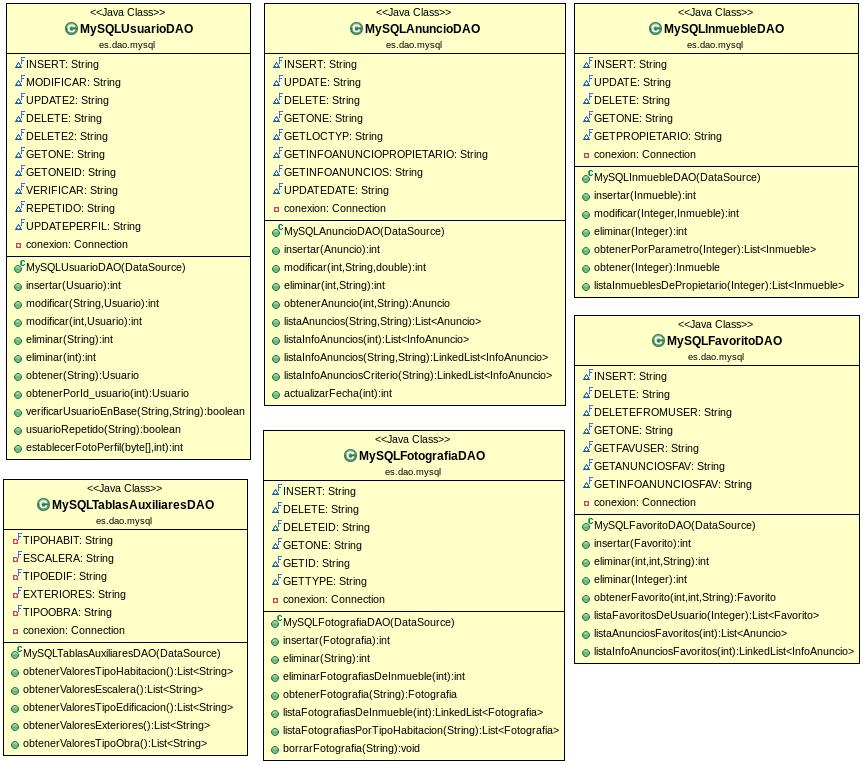 <<Java Class>>
MySQLUsuarioDAO
es.dao.mysql
INSERT: String
MODIFICAR: String
UPDATE2: String
DELETE: String
DELETE2: String
GETONE: String
GETONEID: String
VERIFICAR: String
REPETIDO: String
UPDATEPERFIL: String
conexion: Connection
MySQLUsuarioDAO(DataSource)
insertar(Usuario):int
modificar(String,Usuario):int
modificar(int,Usuario):int
eliminar(String):int
eliminar(int):int
obtener(String):Usuario
obtenerPorId_usuario(int):Usuario
verificarUsuarioEnBase(String,String):boolean
usuarioRepetido(String):boolean
establecerFotoPerfil(byte[],int):int
<<Java Class>>
MySQLAnuncioDAO
es.dao.mysql
INSERT: String
UPDATE: String
DELETE: String
GETONE: String
GETLOCTYP: String
GETINFOANUNCIOPROPIETARIO: String
GETINFOANUNCIOS: String
UPDATEDATE: String
conexion: Connection
MySQLAnuncioDAO(DataSource)
insertar(Anuncio):int
modificar(int,String,double):int
eliminar(int,String):int
obtenerAnuncio(int,String):Anuncio
listaAnuncios(String,String):List<Anuncio>
listaInfoAnuncios(int):List<InfoAnuncio>
listaInfoAnuncios(String,String):LinkedList<InfoAnuncio>
listaInfoAnunciosCriterio(String):LinkedList<InfoAnuncio>
actualizarFecha(int):int
<<Java Class>>
MySQLInmuebleDAO
es.dao.mysql
INSERT: String
UPDATE: String
DELETE: String
GETONE: String
GETPROPIETARIO: String
conexion: Connection
MySQLInmuebleDAO(DataSource)
insertar(Inmueble):int
modificar(Integer,Inmueble):int
eliminar(Integer):int
obtenerPorParametro(Integer):List<Inmueble>
obtener(Integer):Inmueble
listaInmueblesDePropietario(Integer):List<Inmueble>
<<Java Class>>
MySQLTablasAuxiliaresDAO
es.dao.mysql
TIPOHABIT: String
ESCALERA: String
TIPOEDIF: String
EXTERIORES: String
TIPOOBRA: String
conexion: Connection
MySQLTablasAuxiliaresDAO(DataSource)
obtenerValoresTipoHabitacion():List<String>
obtenerValoresEscalera():List<String>
obtenerValoresTipoEdificacion():List<String>
obtenerValoresExteriores():List<String>
obtenerValoresTipoObra():List<String>
<<Java Class>>
MySQLFotografiaDAO
es.dao.mysql
INSERT: String
DELETE: String
DELETEID: String
GETONE: String
GETID: String
GETTYPE: String
conexion: Connection
MySQLFotografiaDAO(DataSource)
insertar(Fotografia):int
eliminar(String):int
eliminarFotografiasDeInmueble(int):int
obtenerFotografia(String):Fotografia
listaFotografiasDeInmueble(int):LinkedList<Fotografia>
listaFotografiasPorTipoHabitacion(String):List<Fotografia>
borrarFotografia(String):void
<<Java Class>>
MySQLFavoritoDAO
es.dao.mysql
INSERT: String
DELETE: String
DELETEFROMUSER: String
GETONE: String
GETFAVUSER: String
GETANUNCIOSFAV: String
GETINFOANUNCIOSFAV: String
conexion: Connection
MySQLFavoritoDAO(DataSource)
insertar(Favorito):int
eliminar(int,int,String):int
eliminar(Integer):int
obtenerFavorito(int,int,String):Favorito
listaFavoritosDeUsuario(Integer):List<Favorito>
listaAnunciosFavoritos(int):List<Anuncio>
listaInfoAnunciosFavoritos(int):LinkedList<InfoAnuncio>